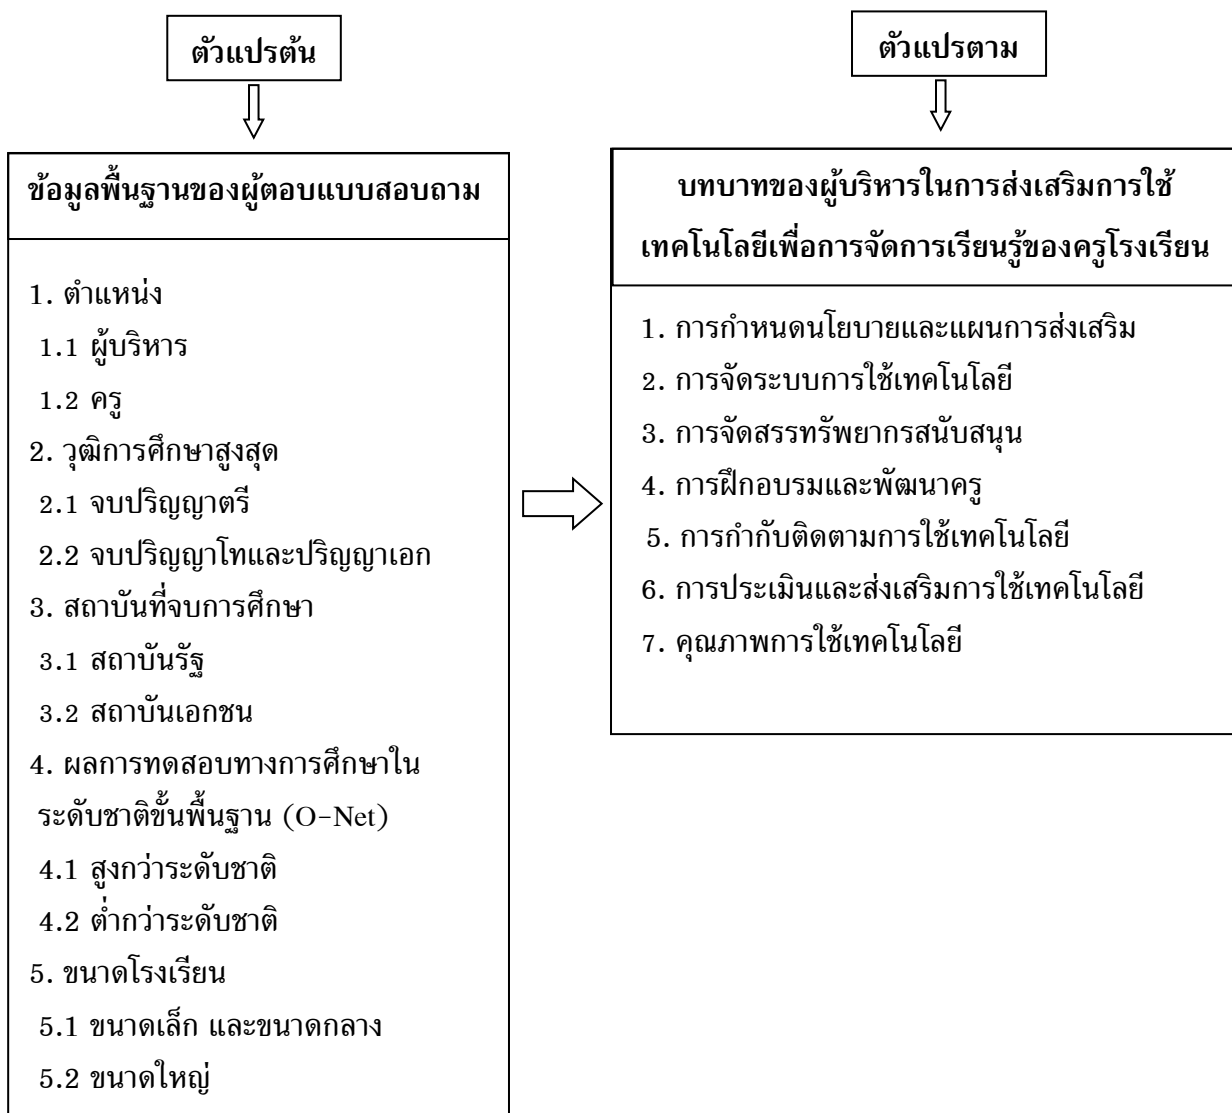 ตัวแปรต้น
ข้อมูลพื้นฐานของผู้ตอบแบบสอบถาม
1. ตำแหน่ง
1.1 ผู้บริหาร
1.2 ครู
2. วุฒิการศึกษาสูงสุด
2.1 จบปริญญาตรี
2.2 จบปริญญาโทและปริญญาเอก
3. สถาบันที่จบการศึกษา
3.1 สถาบันรัฐ
3.2 สถาบันเอกชน
4. ผลการทดสอบทางการศึกษาใน
ระดับชาติขั้นพื้นฐาน (O-Net)
4.1 สูงกว่าระดับชาติ
4.2 ต่ำกว่าระดับชาติ
5. ขนาดโรงเรียน
5.1 ขนาดเล็ก และขนาดกลาง
5.2 ขนาดใหญ่
ตัวแปรตาม
บทบาทของผู้บริหารในการส่งเสริมการใช้
เทคโนโลยีเพื่อการจัดการเรียนรู้ของครูโรงเรียน
1. การกำหนดนโยบายและแผนการส่งเสริม
2. การจัดระบบการใช้เทคโนโลยี
3. การจัดสรรทรัพยากรสนับสนุน
4. การฝึกอบรมและพัฒนาครู
5. การกำกับติดตามการใช้เทคโนโลยี
6. การประเมินและส่งเสริมการใช้เทคโนโลยี
7. คุณภาพการใช้เทคโนโลยี